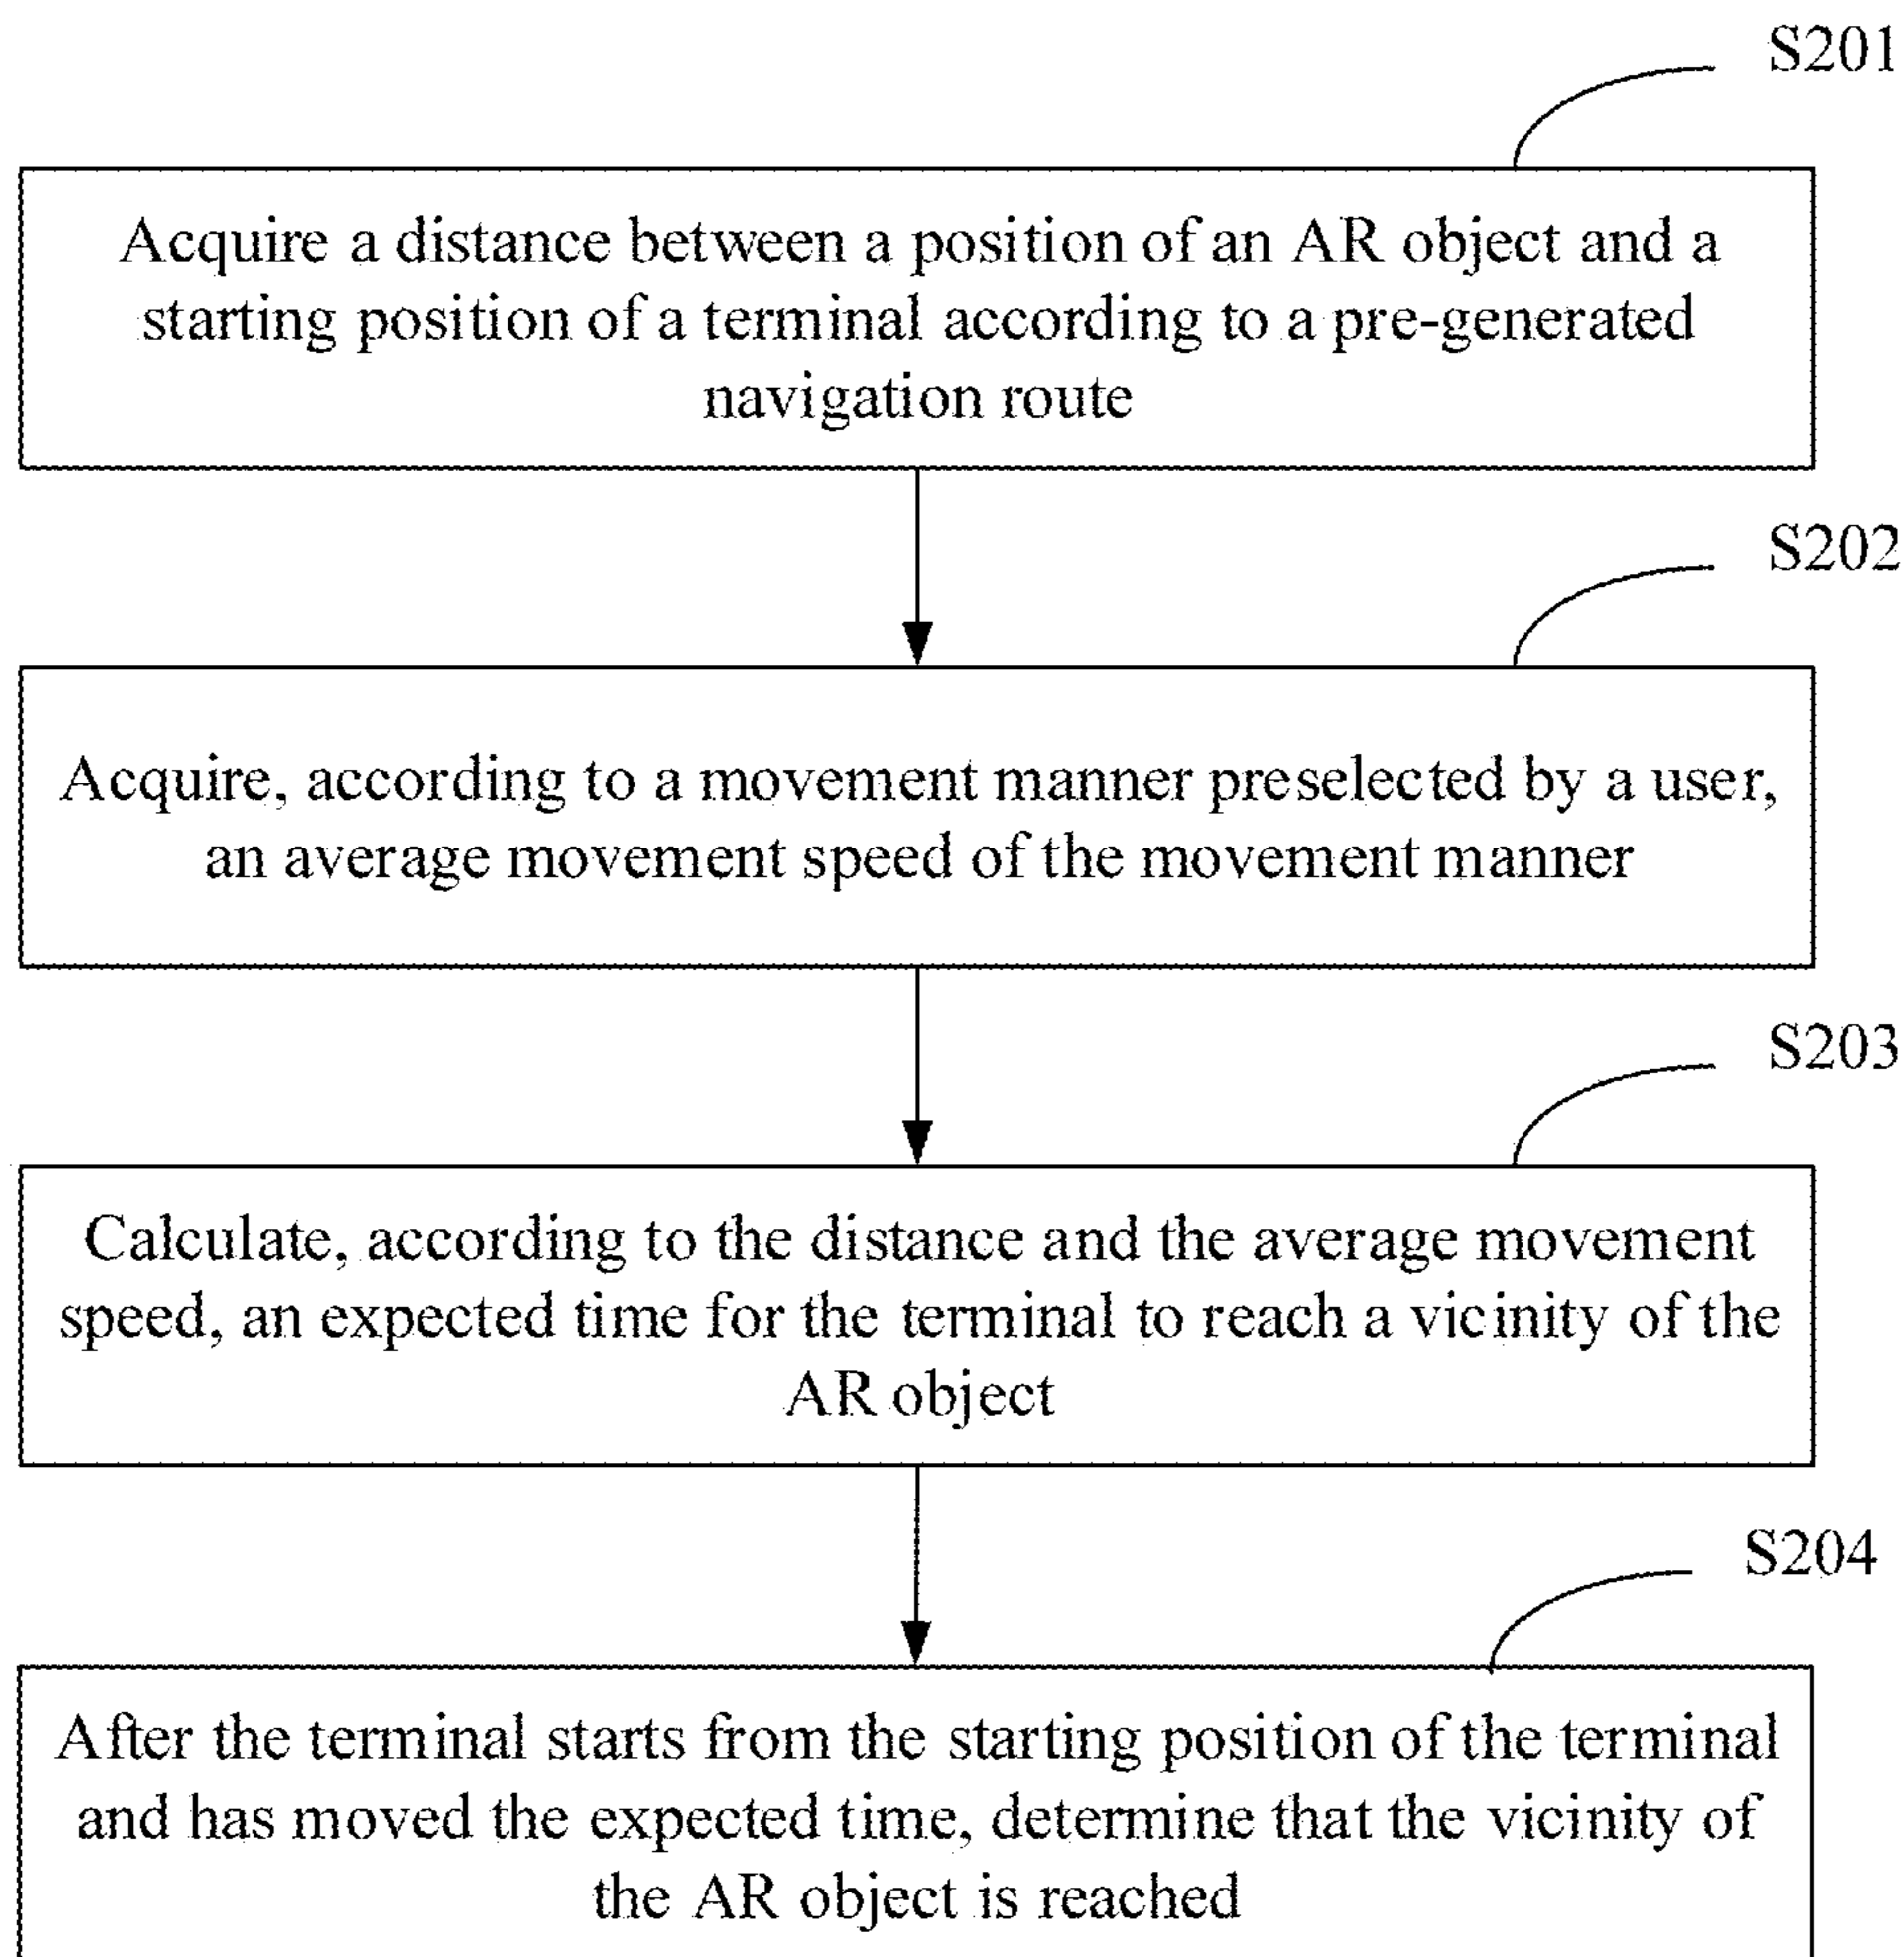 S201
Acquire a distance between a position of an AR object and a
starting position of a terminal according to a pre-generated
navigation route
S202
Acquire, according to a movement manner preselected by a user,
an average movement speed of the movement manner
S203
Calculate, according to the distance and the average movement
speed, an expected time for the terminal to reach a vicinity of the
AR object
S204
After the terminal starts from the starting position of the terminal
and has moved the expected time, determine that the vicinity of
the AR object is reached